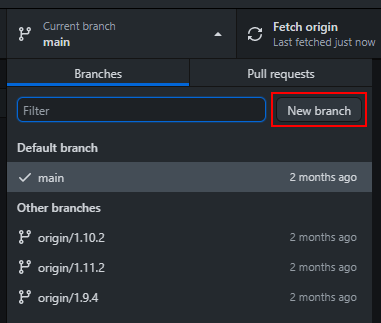 Current branch
main
Fetch origin
Last fetched just now
Branches
Pull requests
Filter
New branch
Default branch
main 2 months ago
Other branches
origin/1.10.2 2 months ago
origin/1.11.2 2 months ago
origin/1.9.4 2 months ago